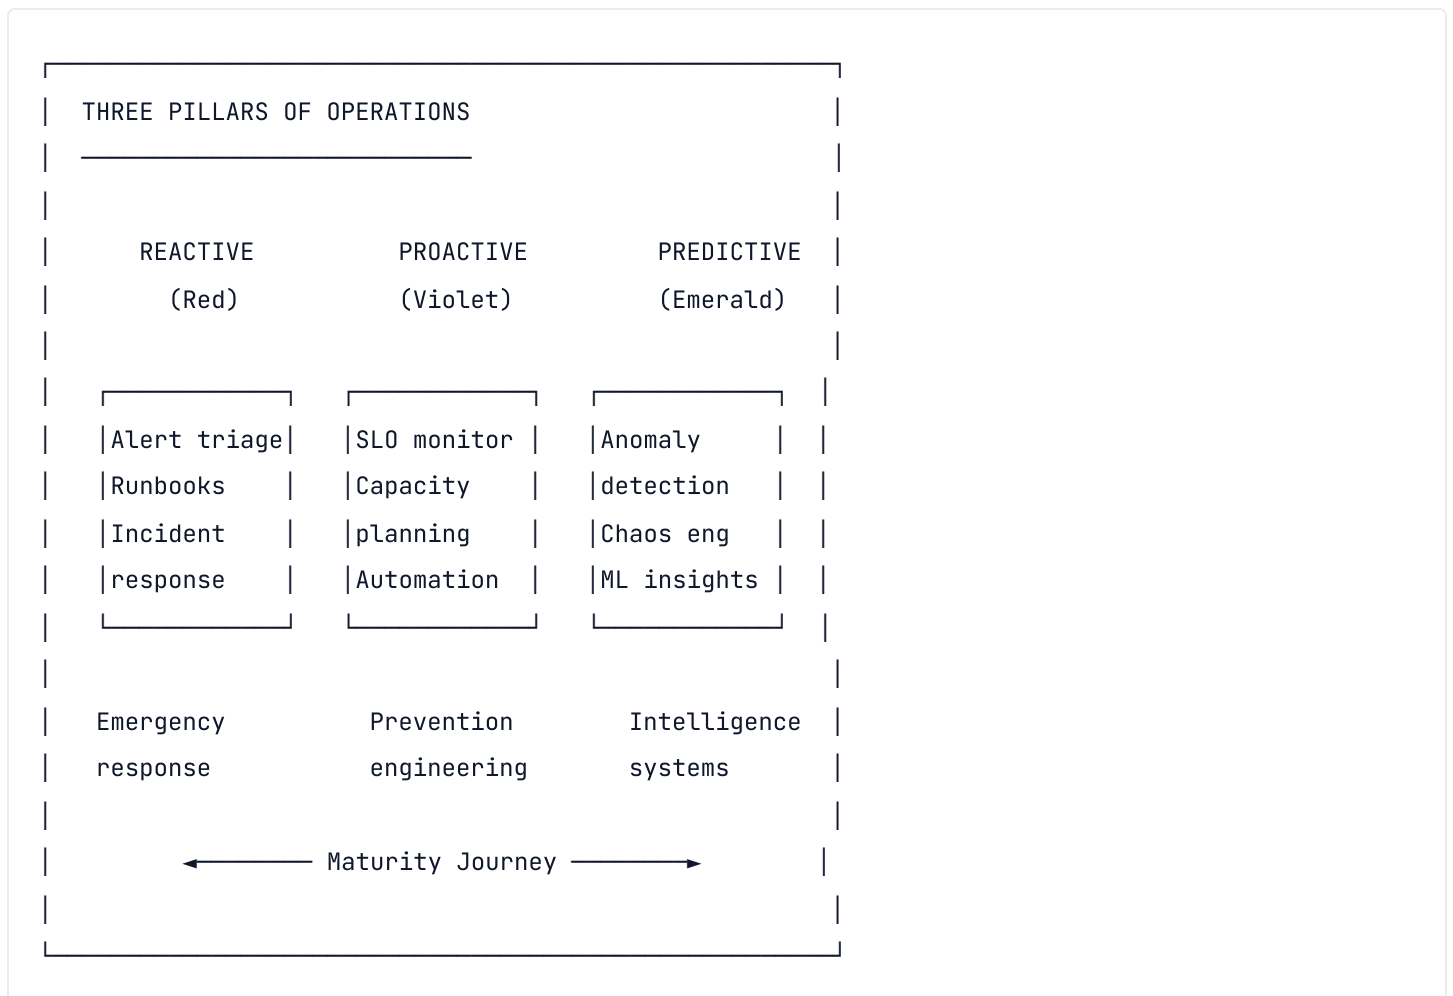 THREE PILLARS OF OPERATIONS
REACTIVE PROACTIVE PREDICTIVE
(Red) (Violet) (Emerald)
Alert triage SLO monitor Anomaly
Runbooks Capacity detection
Incident planning Chaos eng
response Automation ML insights
Emergency Prevention Intelligence
response engineering systems
Maturity Journey